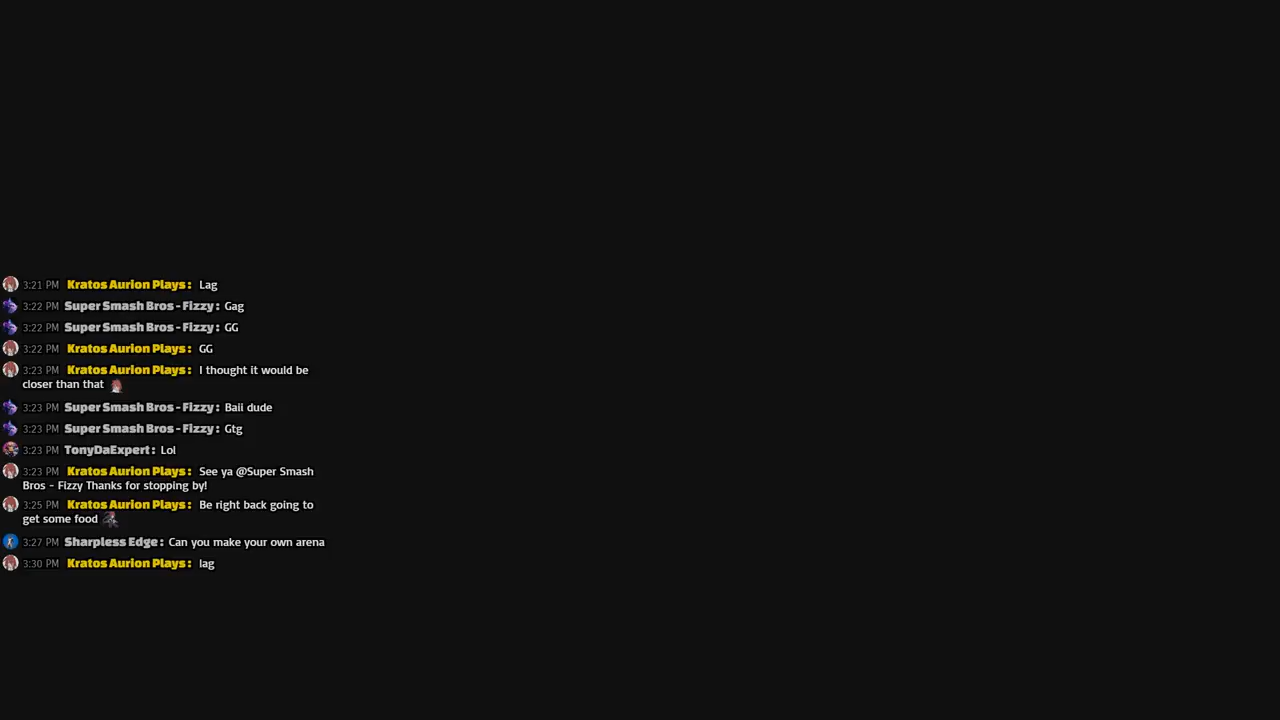 3:21 PM Kratos Aurion Plays: Lag
3:22 PM Super Smash Bros - Fizzy: Gag
3:22 PM Super Smash Bros - Fizzy: GG
3:22 PM Kratos Aurion Plays: GG
3:23 PM Kratos Aurion Plays: I thought it would be
closer than that
3:23 PM Super Smash Bros - Fizzy: Baii dude
3:23 PM Super Smash Bros - Fizzy: Gtg
3:23 PM TonyDaExpert: Lol
3:23 PM Kratos Aurion Plays: See ya @Super Smash
Bros - Fizzy Thanks for stopping by!
3:25 PM Kratos Aurion Plays: Be right back going to
get some food
3:27 PM Sharpless Edge: Can you make your own arena
3:30 PM Kratos Aurion Plays: lag